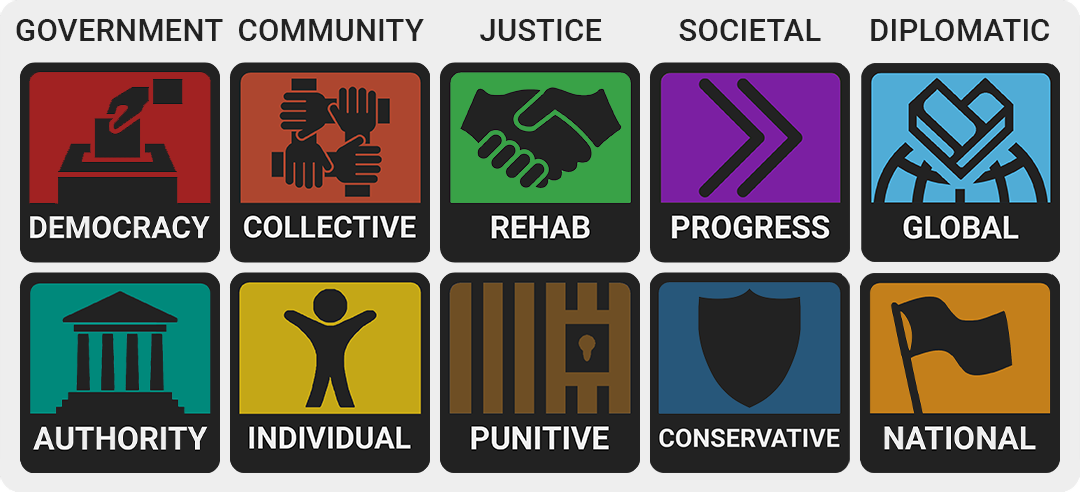 GOVERNMENT COMMUNITY JUSTICE SOCIETAL DIPLOMATIC
DEMOCRACY COLLECTIVE REHAB PROGRESS GLOBAL
AUTHORITY INDIVIDUAL PUNITIVE CONSERVATIVE NATIONAL